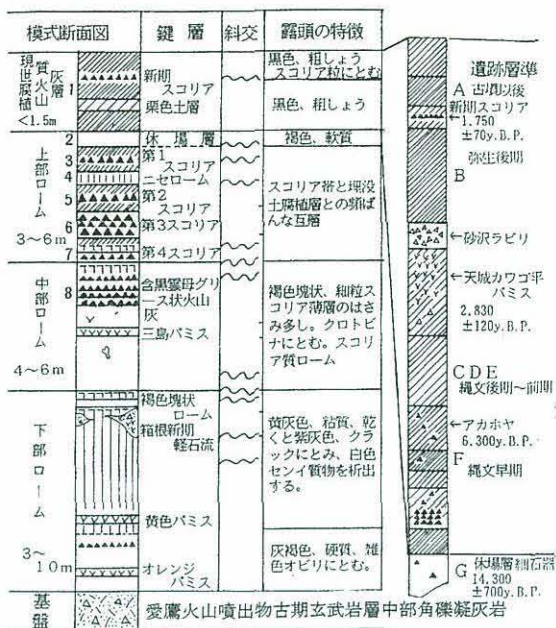 模式断面図 鍵層 斜交 露頭の特徴
現世腐植質火山灰層
<1.5m
1
新期
スコリア
栗色土層
黒色、粗しょう
スコリア粒にとむ
黒色、粗しょう
上部ローム
3〜6m
2
休場層
褐色、軟質
3
第1
スコリア
4
ニセローム
5
第2
スコリア
6
第3スコリア
7
第4スコリア
スコリア帯と埋没
土腐植層との頻ぱ
んな互層
中部ローム
4〜6m
8
含黒雲母グリ
ース状火山
灰
三島パミス
褐色塊状、細粒ス
コリア薄層のはさ
み多し。クロトビ
ナにとむ。スコリ
ア質ローム
下部ローム
3〜
10m
褐色塊状
ローム
箱根新期
軽石流
黄色パミス
オレンジ
パミス
黄灰色、粘質、乾
くと紫灰色、クラ
ックにとみ、白色
センイ質物を析出
する。
灰褐色、硬質、雑
色オビリにとむ。
基盤
愛鷹火山噴出物古期玄武岩層中部角礫凝灰岩
遺跡層準
A 古墳以後
新期スコリア
←1.750
±70y.B.P.
弥生後期
B
←砂沢ラピリ
←天城カワゴ平
パミス
2,830
±120y.B.P.
CDE
縄文後期〜前期
←アカホヤ
6.300y.B.P.
F
縄文早期
G 休場層細石器
14,300
±700y.B.P.